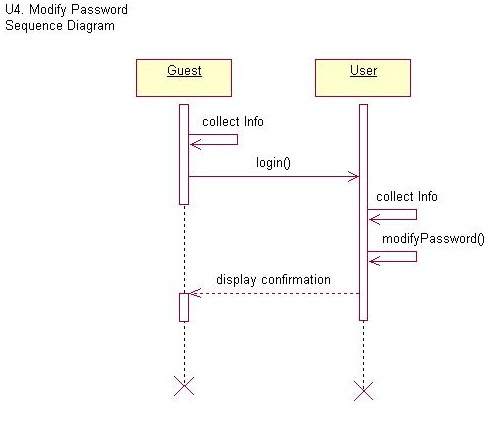 U4. Modify Password
Sequence Diagram
Guest
User
collect Info
login()
collect Info
modifyPassword()
display confirmation